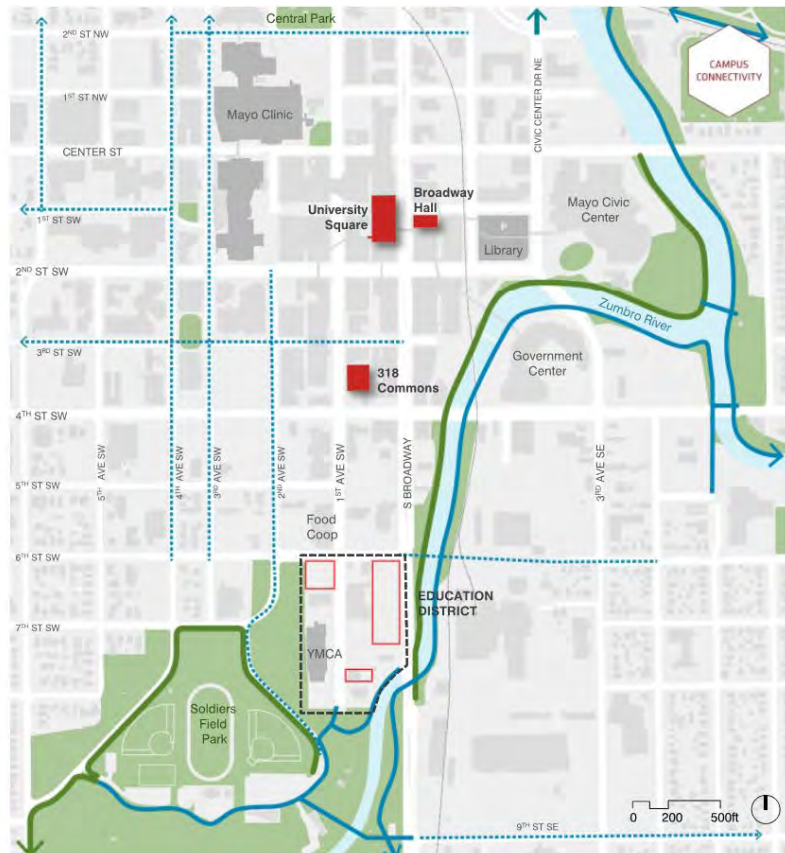 Central Park
2ND ST NW
CAMPUS
CONNECTIVITY
CIVIC CENTER DR NE
1ST ST NW
Mayo Clinic
CENTER ST
University
Square
Broadway
Hall
Mayo Civic
Center
1ST ST SW
Library
2ND ST SW
Zumbro River
3RD ST SW
Government
Center
318
Commons
4TH ST SW
5TH AVE SW
4TH AVE SW
3RD AVE SW
2ND AVE SW
1ST AVE SW
S BROADWAY
3RD AVE SE
5TH ST SW
Food
Coop
6TH ST SW
EDUCATION
DISTRICT
7TH ST SW
YMCA
Soldiers
Field
Park
0 200 500ft
9TH ST SE